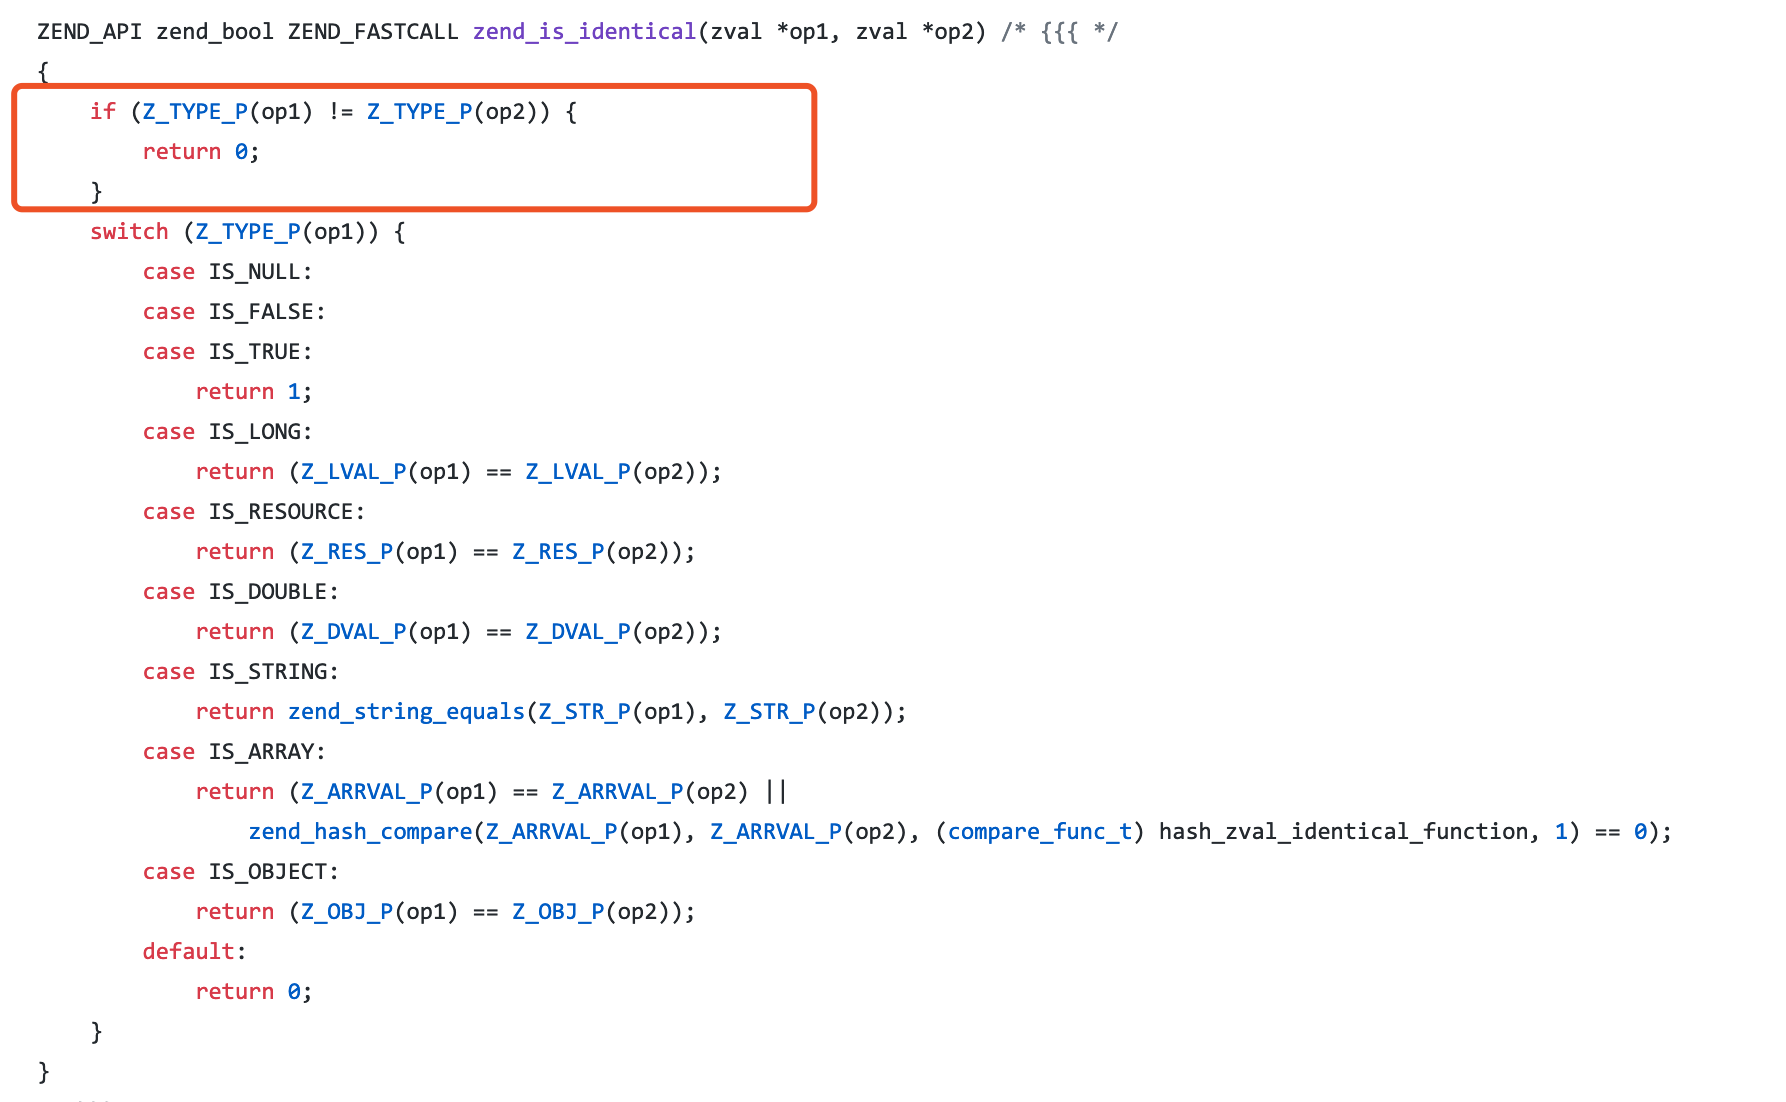 ZEND_API zend_bool ZEND_FASTCALL zend_is_identical(zval *op1, zval *op2) /* {{{ */
{
    if (Z_TYPE_P(op1) != Z_TYPE_P(op2)) {
        return 0;
    }
    switch (Z_TYPE_P(op1)) {
        case IS_NULL:
        case IS_FALSE:
        case IS_TRUE:
            return 1;
        case IS_LONG:
            return (Z_LVAL_P(op1) == Z_LVAL_P(op2));
        case IS_RESOURCE:
            return (Z_RES_P(op1) == Z_RES_P(op2));
        case IS_DOUBLE:
            return (Z_DVAL_P(op1) == Z_DVAL_P(op2));
        case IS_STRING:
            return zend_string_equals(Z_STR_P(op1), Z_STR_P(op2));
        case IS_ARRAY:
            return (Z_ARRVAL_P(op1) == Z_ARRVAL_P(op2) ||
                zend_hash_compare(Z_ARRVAL_P(op1), Z_ARRVAL_P(op2), (compare_func_t) hash_zval_identical_function, 1) == 0);
        case IS_OBJECT:
            return (Z_OBJ_P(op1) == Z_OBJ_P(op2));
        default:
            return 0;
    }
}